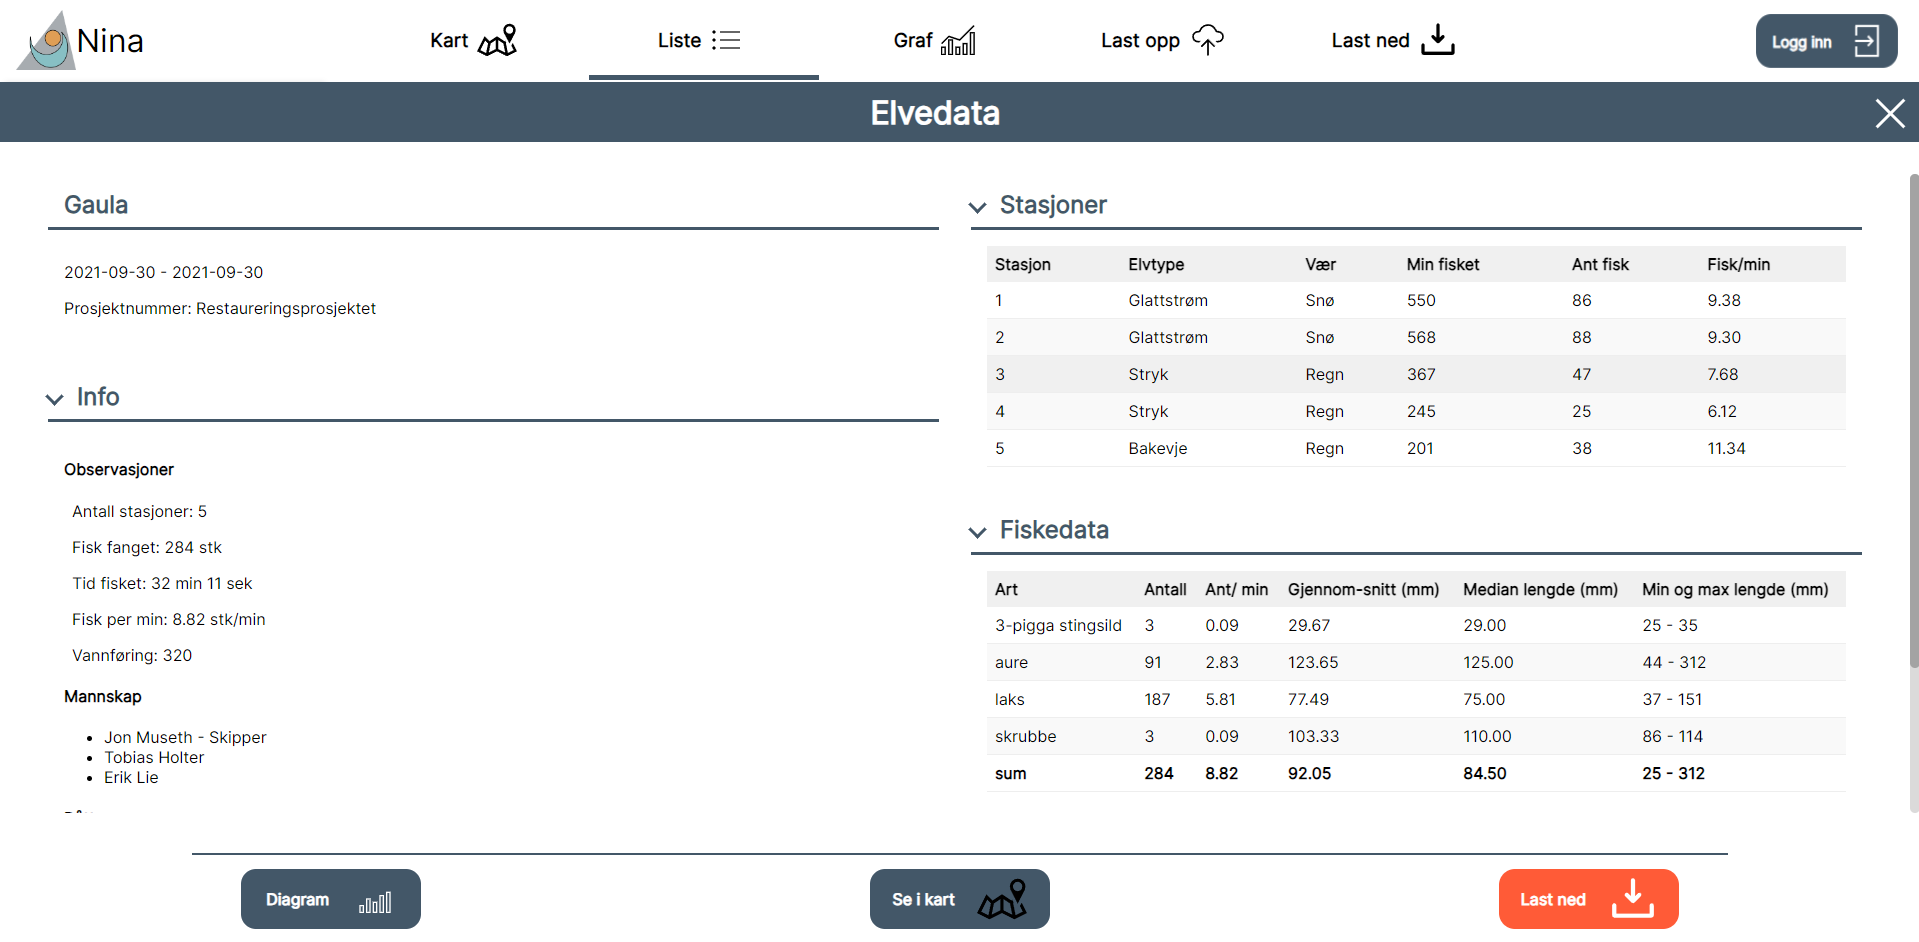 Nina
Kart
Liste
Graf
Last opp
Last ned
Logg inn
Elvedata
Gaula
2021-09-30 - 2021-09-30
Prosjektnummer: Restaureringsprosjektet
Info
Observasjoner
Antall stasjoner: 5
Fisk fanget: 284 stk
Tid fisket: 32 min 11 sek
Fisk per min: 8.82 stk/min
Vannføring: 320
Mannskap
• Jon Museth - Skipper
• Tobias Holter
• Erik Lie
Stasjoner
Stasjon Elvtype Vær Min fisket Ant fisk Fisk/min
1 Glattstrøm Snø 550 86 9.38
2 Glattstrøm Snø 568 88 9.30
3 Stryk Regn 367 47 7.68
4 Stryk Regn 245 25 6.12
5 Bakevje Regn 201 38 11.34
Fiskedata
Art Antall Ant/ min Gjennom-snitt (mm) Median lengde (mm) Min og max lengde (mm)
3-pigga stingsild 3 0.09 29.67 29.00 25 - 35
aure 91 2.83 123.65 125.00 44 - 312
laks 187 5.81 77.49 75.00 37 - 151
skrubbe 3 0.09 103.33 110.00 86 - 114
sum 284 8.82 92.05 84.50 25 - 312
Diagram
Se i kart
Last ned